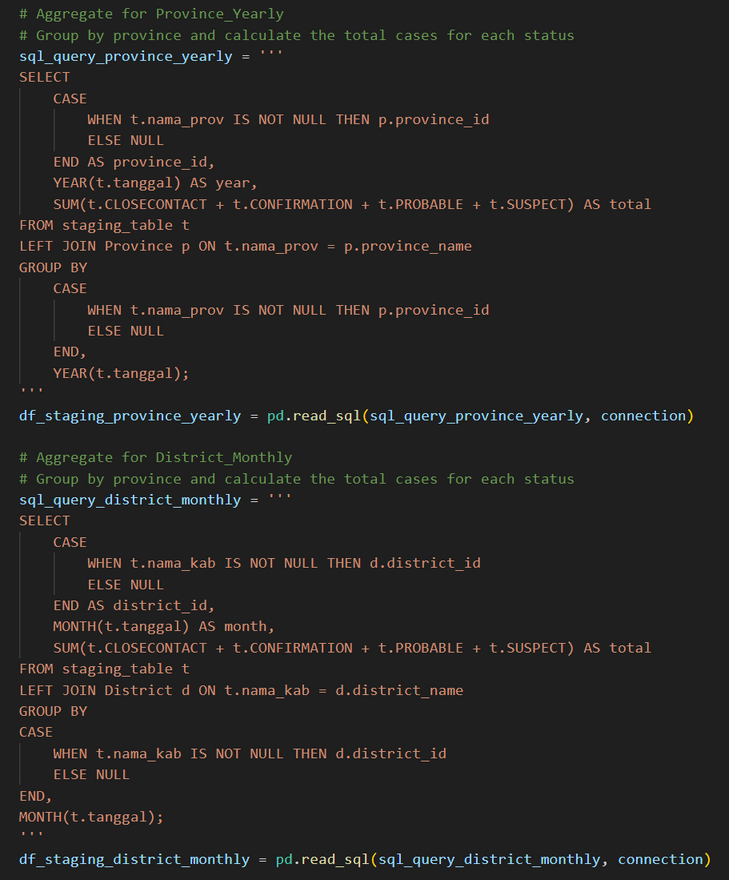 # Aggregate for Province_Yearly
# Group by province and calculate the total cases for each status
sql_query_province_yearly = '''
SELECT
    CASE
        WHEN t.nama_prov IS NOT NULL THEN p.province_id
        ELSE NULL
    END AS province_id,
    YEAR(t.tanggal) AS year,
    SUM(t.CLOSECONTACT + t.CONFIRMATION + t.PROBABLE + t.SUSPECT) AS total
FROM staging_table t
LEFT JOIN Province p ON t.nama_prov = p.province_name
GROUP BY
    CASE
        WHEN t.nama_prov IS NOT NULL THEN p.province_id
        ELSE NULL
    END,
    YEAR(t.tanggal);
'''
df_staging_province_yearly = pd.read_sql(sql_query_province_yearly, connection)

# Aggregate for District_Monthly
# Group by province and calculate the total cases for each status
sql_query_district_monthly = '''
SELECT
    CASE
        WHEN t.nama_kab IS NOT NULL THEN d.district_id
        ELSE NULL
    END AS district_id,
    MONTH(t.tanggal) AS month,
    SUM(t.CLOSECONTACT + t.CONFIRMATION + t.PROBABLE + t.SUSPECT) AS total
FROM staging_table t
LEFT JOIN District d ON t.nama_kab = d.district_name
GROUP BY
CASE
    WHEN t.nama_kab IS NOT NULL THEN d.district_id
    ELSE NULL
END,
MONTH(t.tanggal);
'''
df_staging_district_monthly = pd.read_sql(sql_query_district_monthly, connection)